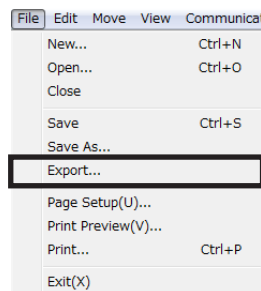 File Edit Move View Communica
New... Ctrl+N
Open... Ctrl+O
Close
Save Ctrl+S
Save As...
Export...
Page Setup(U)...
Print Preview(V)...
Print... Ctrl+P
Exit(X)